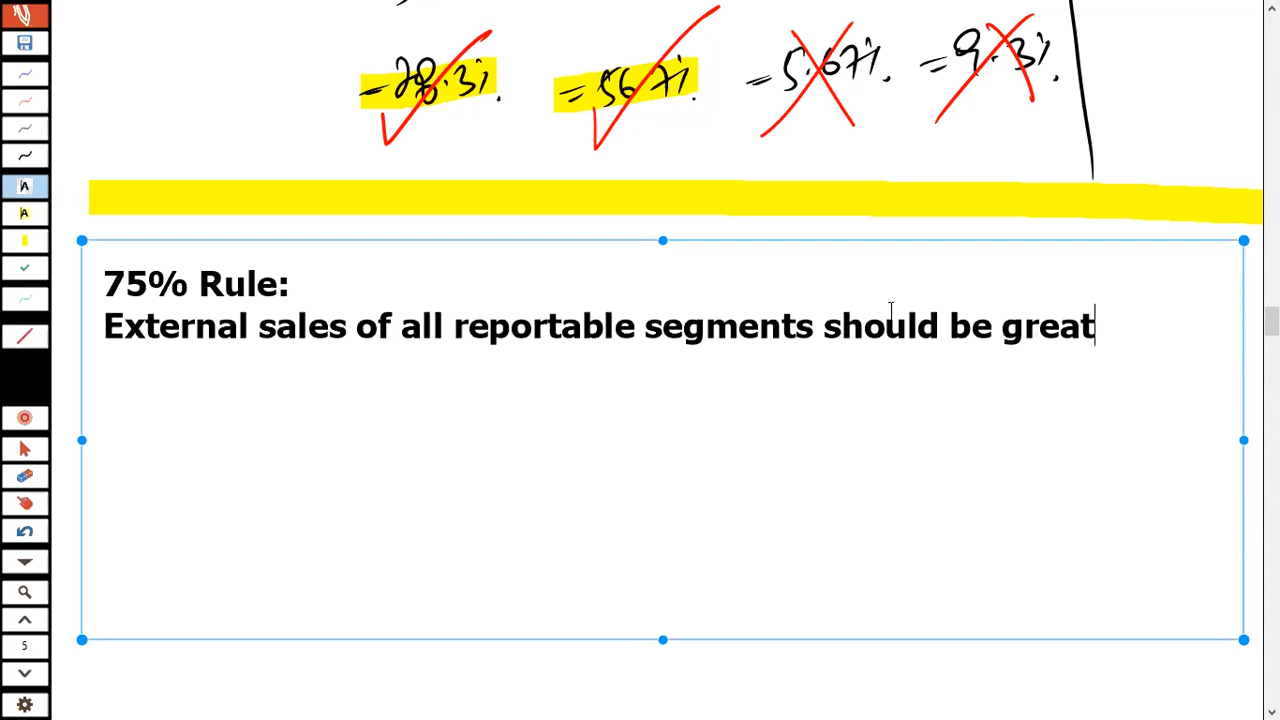 = 28.3%. = 56.7%. = 5.67%. = 9.3%.
75% Rule:
External sales of all reportable segments should be great
A
A
5